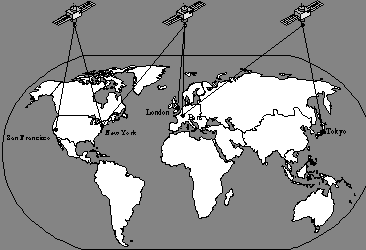 London
Paris
San Francisco
New York
Tokyo